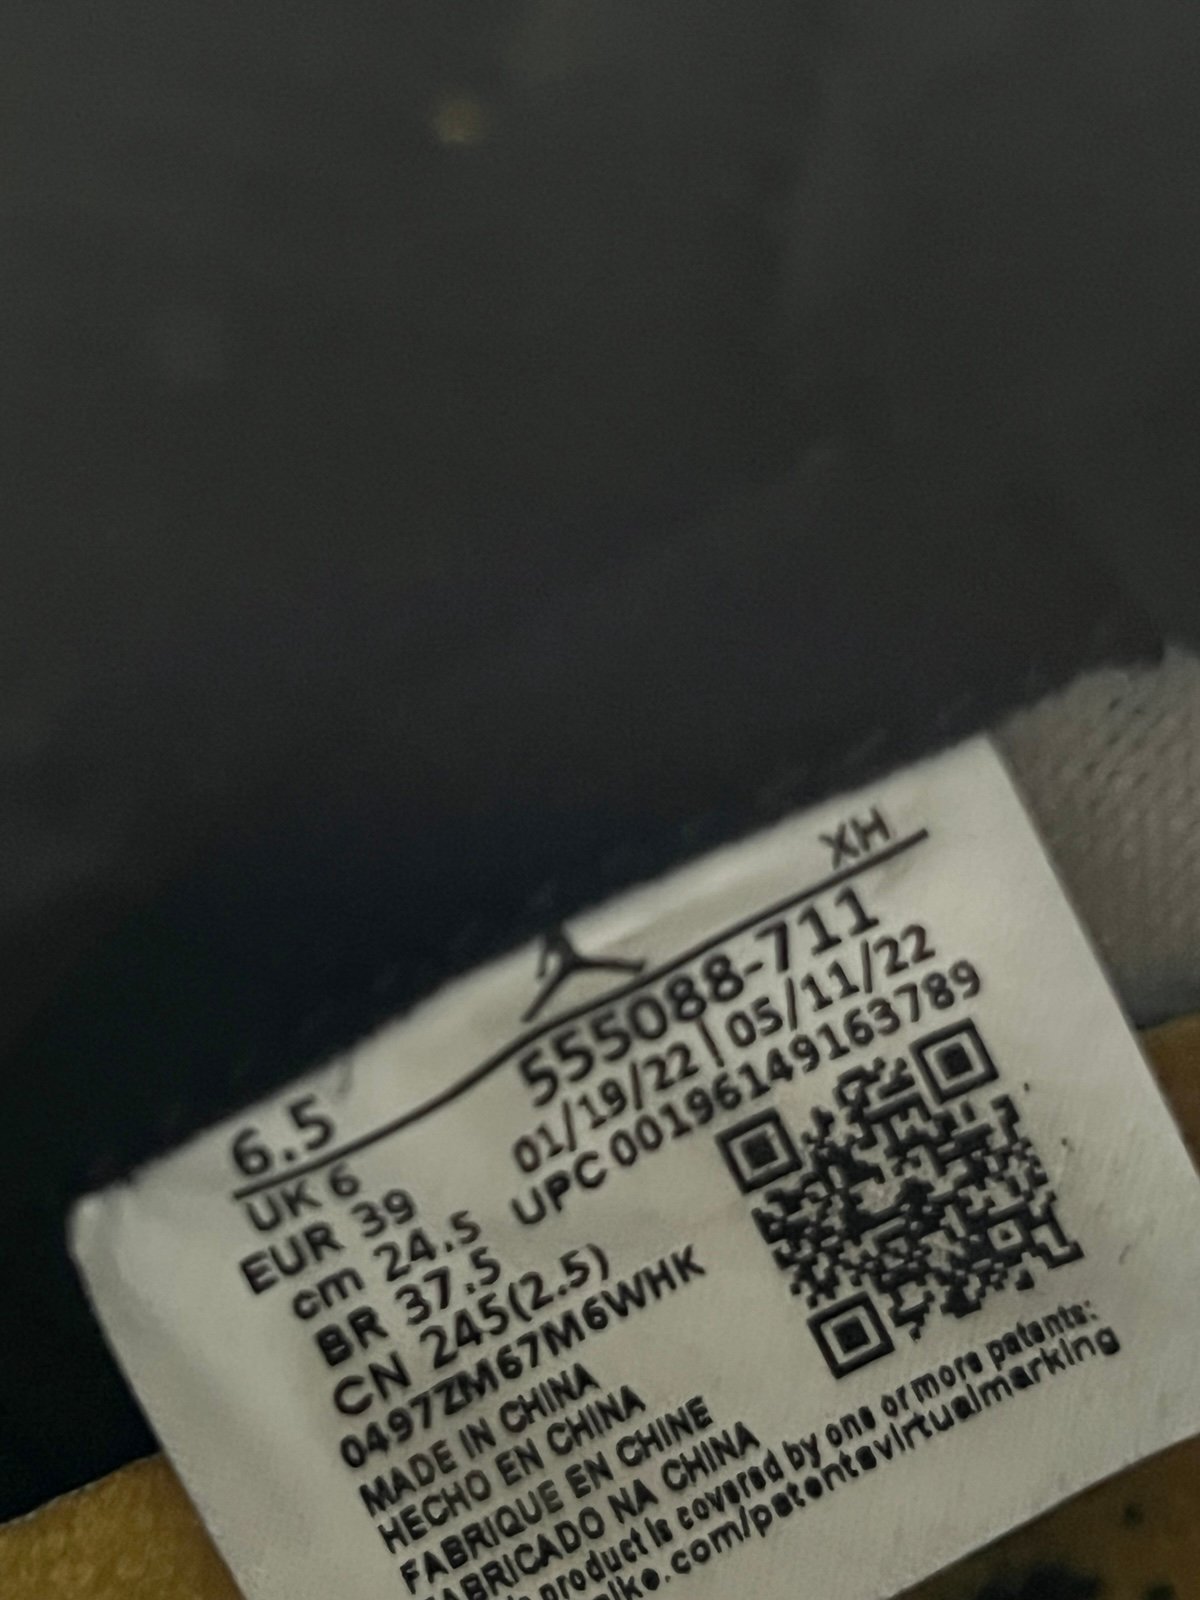 XH
6.5
555088-711
01/19/22 | 05/11/22
UPC 00196149163789
UK 6
EUR 39
cm 24.5
BR 37.5
CN 245(2.5)
0497ZM67M6WHK
MADE IN CHINA
HECHO EN CHINA
FABRIQUE EN CHINE
FABRICADO NA CHINA
product is covered by one or more patents:
nike.com/patentsvirtualmarking